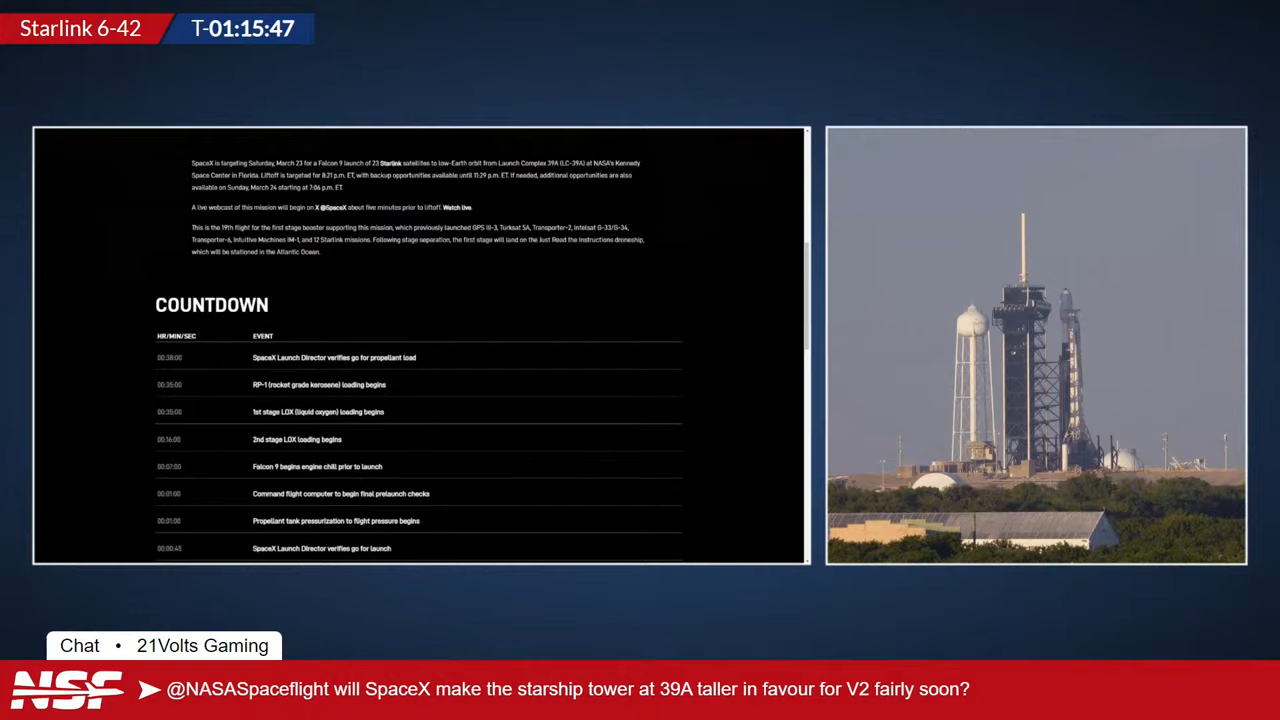 Starlink 6-42
T-01:15:47
SpaceX is targeting Saturday, March 23 for a Falcon 9 launch of 23 Starlink satellites to low-Earth orbit from Launch Complex 39A (LC-39A) at NASA's Kennedy
Space Center in Florida. Liftoff is targeted for 8:21 p.m. ET, with backup opportunities available until 11:29 p.m. ET. If needed, additional opportunities are also
available on Sunday, March 24 starting at 7:06 p.m. ET.
A live webcast of this mission will begin on X @SpaceX about five minutes prior to liftoff. Watch live.
This is the 19th flight for the first stage booster supporting this mission, which previously launched GPS III-3, Turksat 5A, Transporter-2, Intelsat G-33/G-34,
Transporter-6, Intuitive Machines IM-1, and 12 Starlink missions. Following stage separation, the first stage will land on the Just Read the Instructions droneship,
which will be stationed in the Atlantic Ocean.
COUNTDOWN
HR/MIN/SEC EVENT
00:38:00 SpaceX Launch Director verifies go for propellant load
00:35:00 RP-1 (rocket grade kerosene) loading begins
00:35:00 1st stage LOX (liquid oxygen) loading begins
00:16:00 2nd stage LOX loading begins
00:07:00 Falcon 9 begins engine chill prior to launch
00:01:00 Command flight computer to begin final prelaunch checks
00:01:00 Propellant tank pressurization to flight pressure begins
00:00:45 SpaceX Launch Director verifies go for launch
Chat • 21Volts Gaming
NSF
@NASASpaceflight will SpaceX make the starship tower at 39A taller in favour for V2 fairly soon?